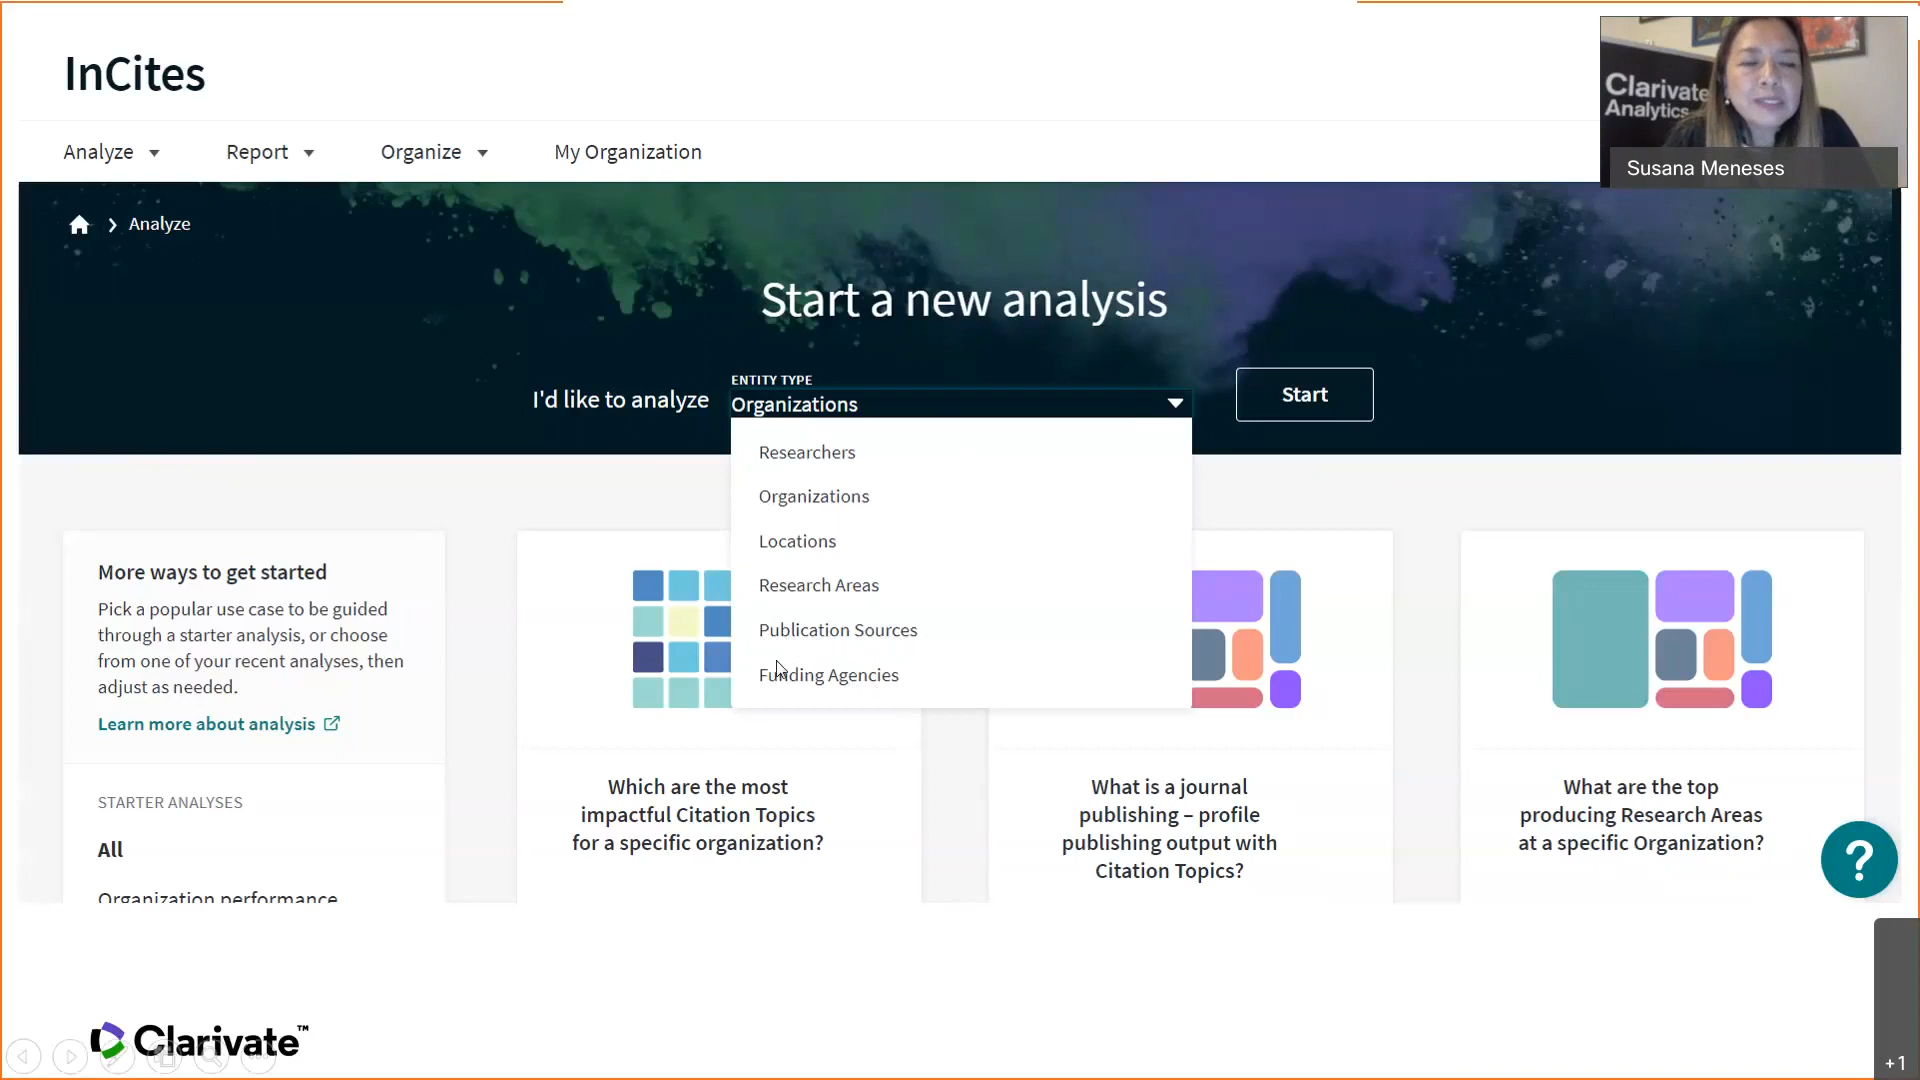 InCites
Clarivate
Analytics
Susana Meneses
Analyze
Report
Organize
My Organization
Analyze
Start a new analysis
ENTITY TYPE
I'd like to analyze
Organizations
Start
Researchers
Organizations
Locations
Research Areas
Publication Sources
Funding Agencies
More ways to get started
Pick a popular use case to be guided
through a starter analysis, or choose
from one of your recent analyses, then
adjust as needed.
Learn more about analysis
STARTER ANALYSES
All
Organization performance
Which are the most
impactful Citation Topics
for a specific organization?
What is a journal
publishing – profile
publishing output with
Citation Topics?
What are the top
producing Research Areas
at a specific Organization?
?
Clarivate™
+1